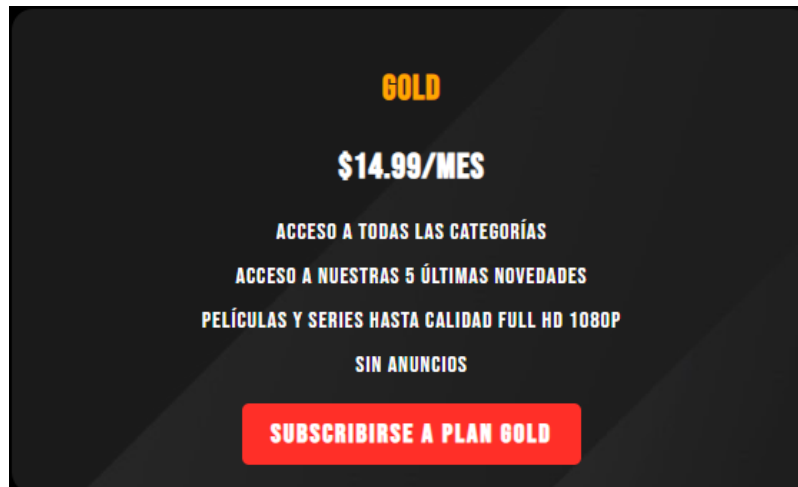 GOLD
$14.99/MES
ACCESO A TODAS LAS CATEGORÍAS
ACCESO A NUESTRAS 5 ÚLTIMAS NOVEDADES
PELÍCULAS Y SERIES HASTA CALIDAD FULL HD 1080P
SIN ANUNCIOS
SUBSCRIBIRSE A PLAN GOLD